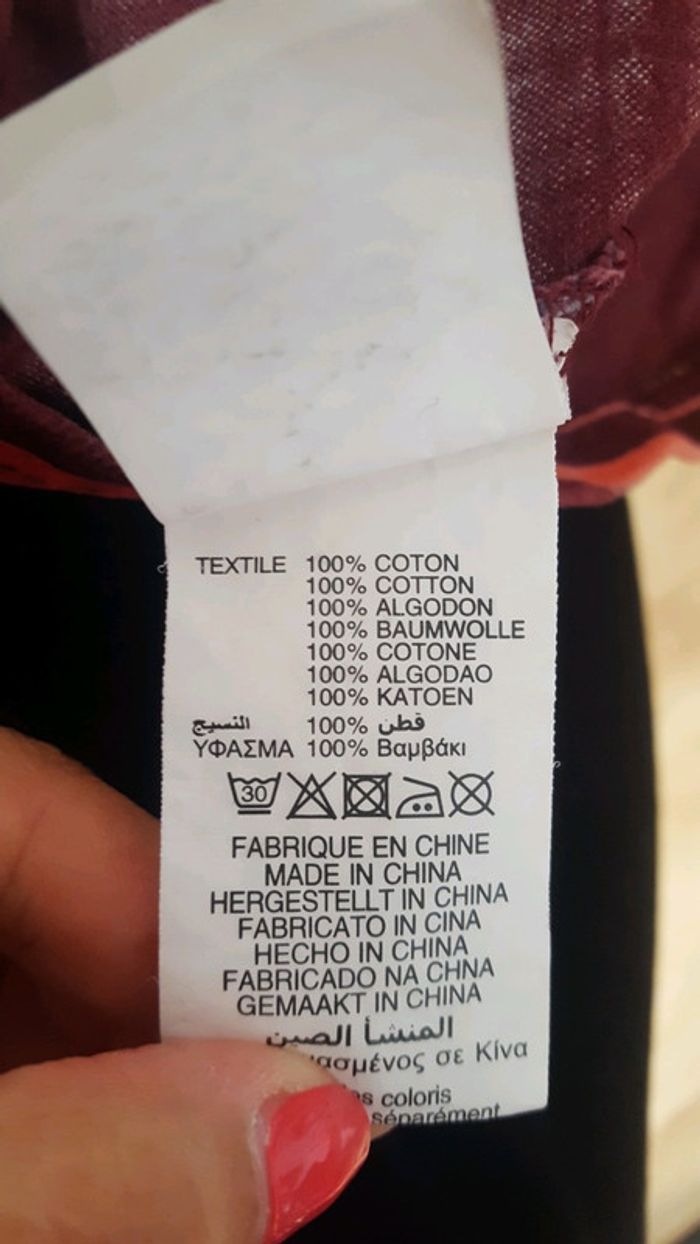 TEXTILE 100% COTON
100% COTTON
100% ALGODON
100% BAUMWOLLE
100% COTONE
100% ALGODAO
100% KATOEN
النسيج 100% قطن
ΥΦΑΣΜΑ 100% Βαμβάκι
30
FABRIQUE EN CHINE
MADE IN CHINA
HERGESTELLT IN CHINA
FABRICATO IN CINA
HECHO IN CHINA
FABRICADO NA CHNA
GEMAAKT IN CHINA
المنشأ الصين
σε Κίνα
coloris
séparément